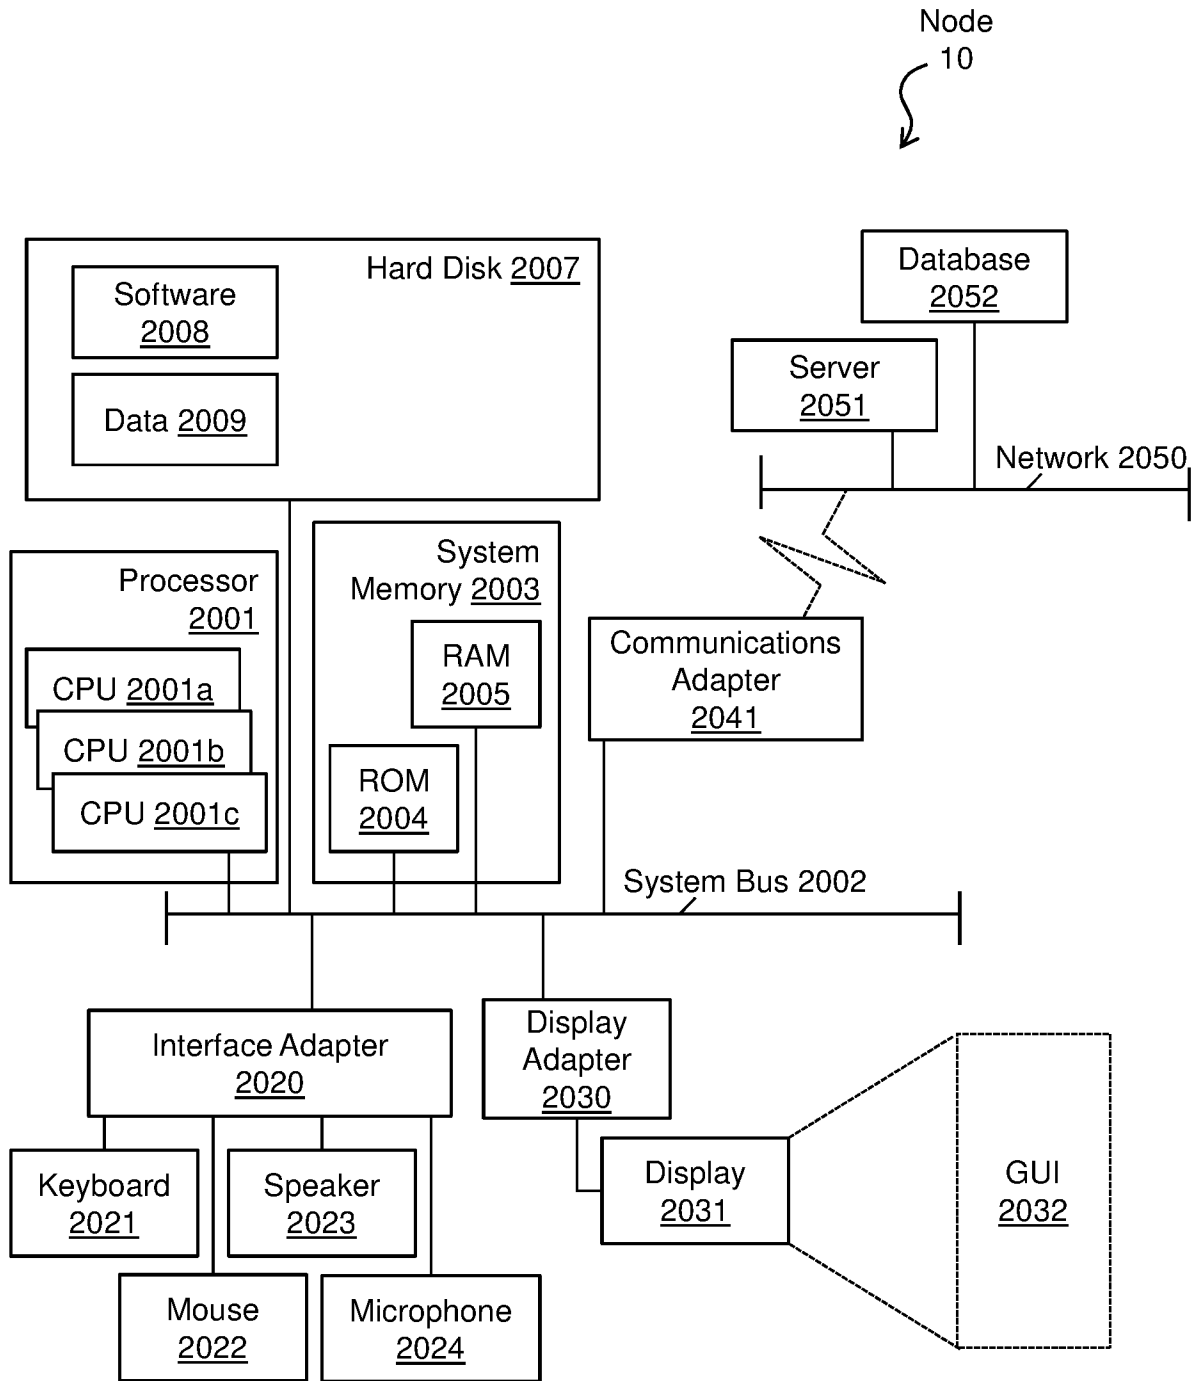 Node
10
Hard Disk 2007
Software
2008
Data 2009
Database
2052
Server
2051
Network 2050
Processor
2001
CPU 2001a
CPU 2001b
CPU 2001c
System
Memory 2003
RAM
2005
ROM
2004
Communications
Adapter
2041
System Bus 2002
Interface Adapter
2020
Display
Adapter
2030
Keyboard
2021
Speaker
2023
Mouse
2022
Microphone
2024
Display
2031
GUI
2032